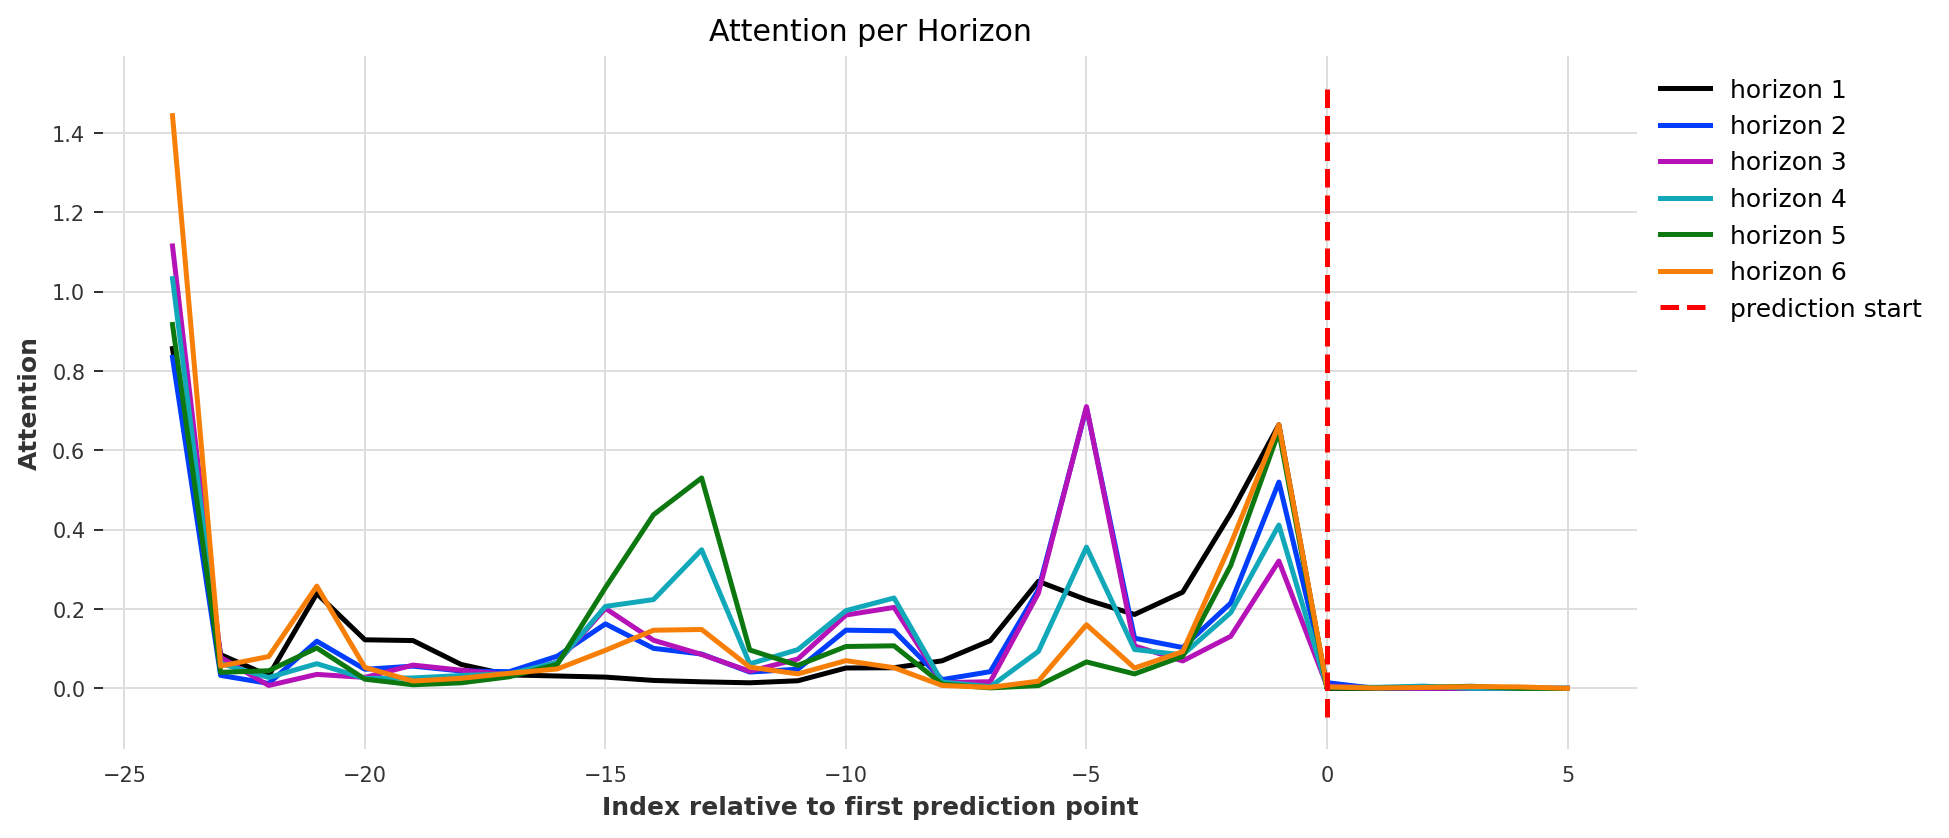 Attention per Horizon
horizon 1
horizon 2
horizon 3
horizon 4
horizon 5
horizon 6
prediction start
Attention
1.4
1.2
1.0
0.8
0.6
0.4
0.2
0.0
−25 −20 −15 −10 −5 0 5
Index relative to first prediction point